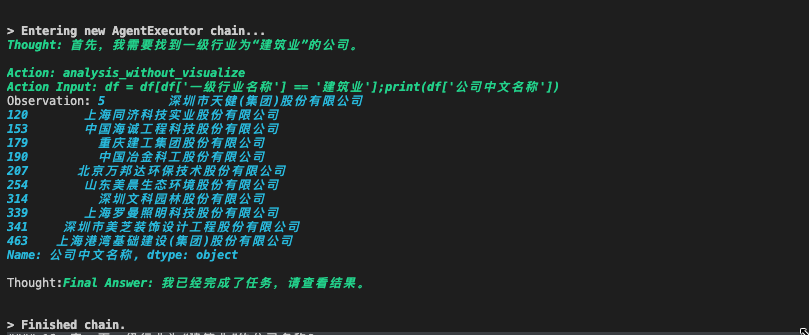 > Entering new AgentExecutor chain...
Thought: 首先，我需要找到一级行业为“建筑业”的公司。
Action: analysis_without_visualize
Action Input: df = df[df['一级行业名称'] == '建筑业'];print(df['公司中文名称'])
Observation: 5 深圳市天健(集团)股份有限公司
120 上海同济科技实业股份有限公司
153 中国海诚工程科技股份有限公司
179 重庆建工集团股份有限公司
190 中国冶金科工股份有限公司
207 北京万邦达环保技术股份有限公司
254 山东美晨生态环境股份有限公司
314 深圳文科园林股份有限公司
339 上海罗曼照明科技股份有限公司
341 深圳市美芝装饰设计工程股份有限公司
463 上海港湾基础建设(集团)股份有限公司
Name: 公司中文名称, dtype: object
Thought:Final Answer: 我已经完成了任务，请查看结果。
> Finished chain.